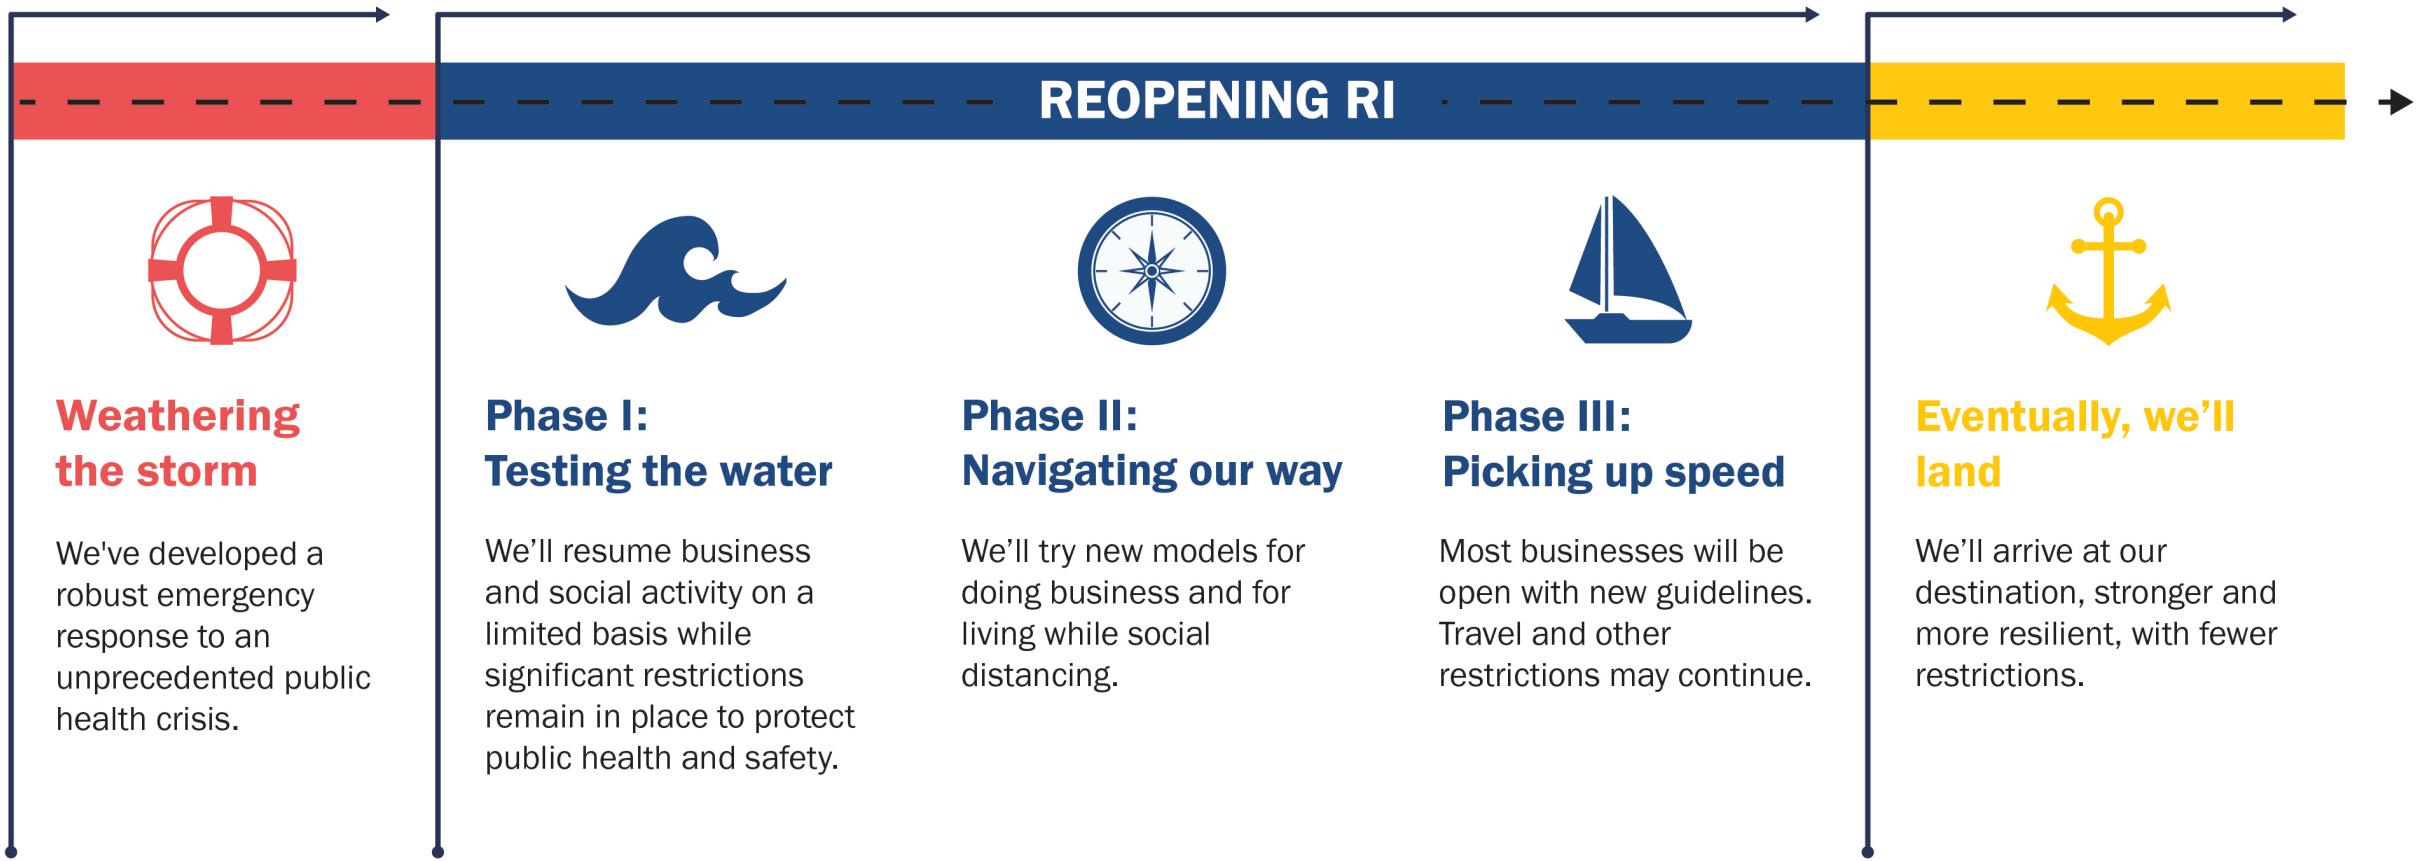 REOPENING RI
Weathering
the storm
We've developed a
robust emergency
response to an
unprecedented public
health crisis.
Phase I:
Testing the water
We’ll resume business
and social activity on a
limited basis while
significant restrictions
remain in place to protect
public health and safety.
Phase II:
Navigating our way
We’ll try new models for
doing business and for
living while social
distancing.
Phase III:
Picking up speed
Most businesses will be
open with new guidelines.
Travel and other
restrictions may continue.
Eventually, we’ll
land
We’ll arrive at our
destination, stronger and
more resilient, with fewer
restrictions.